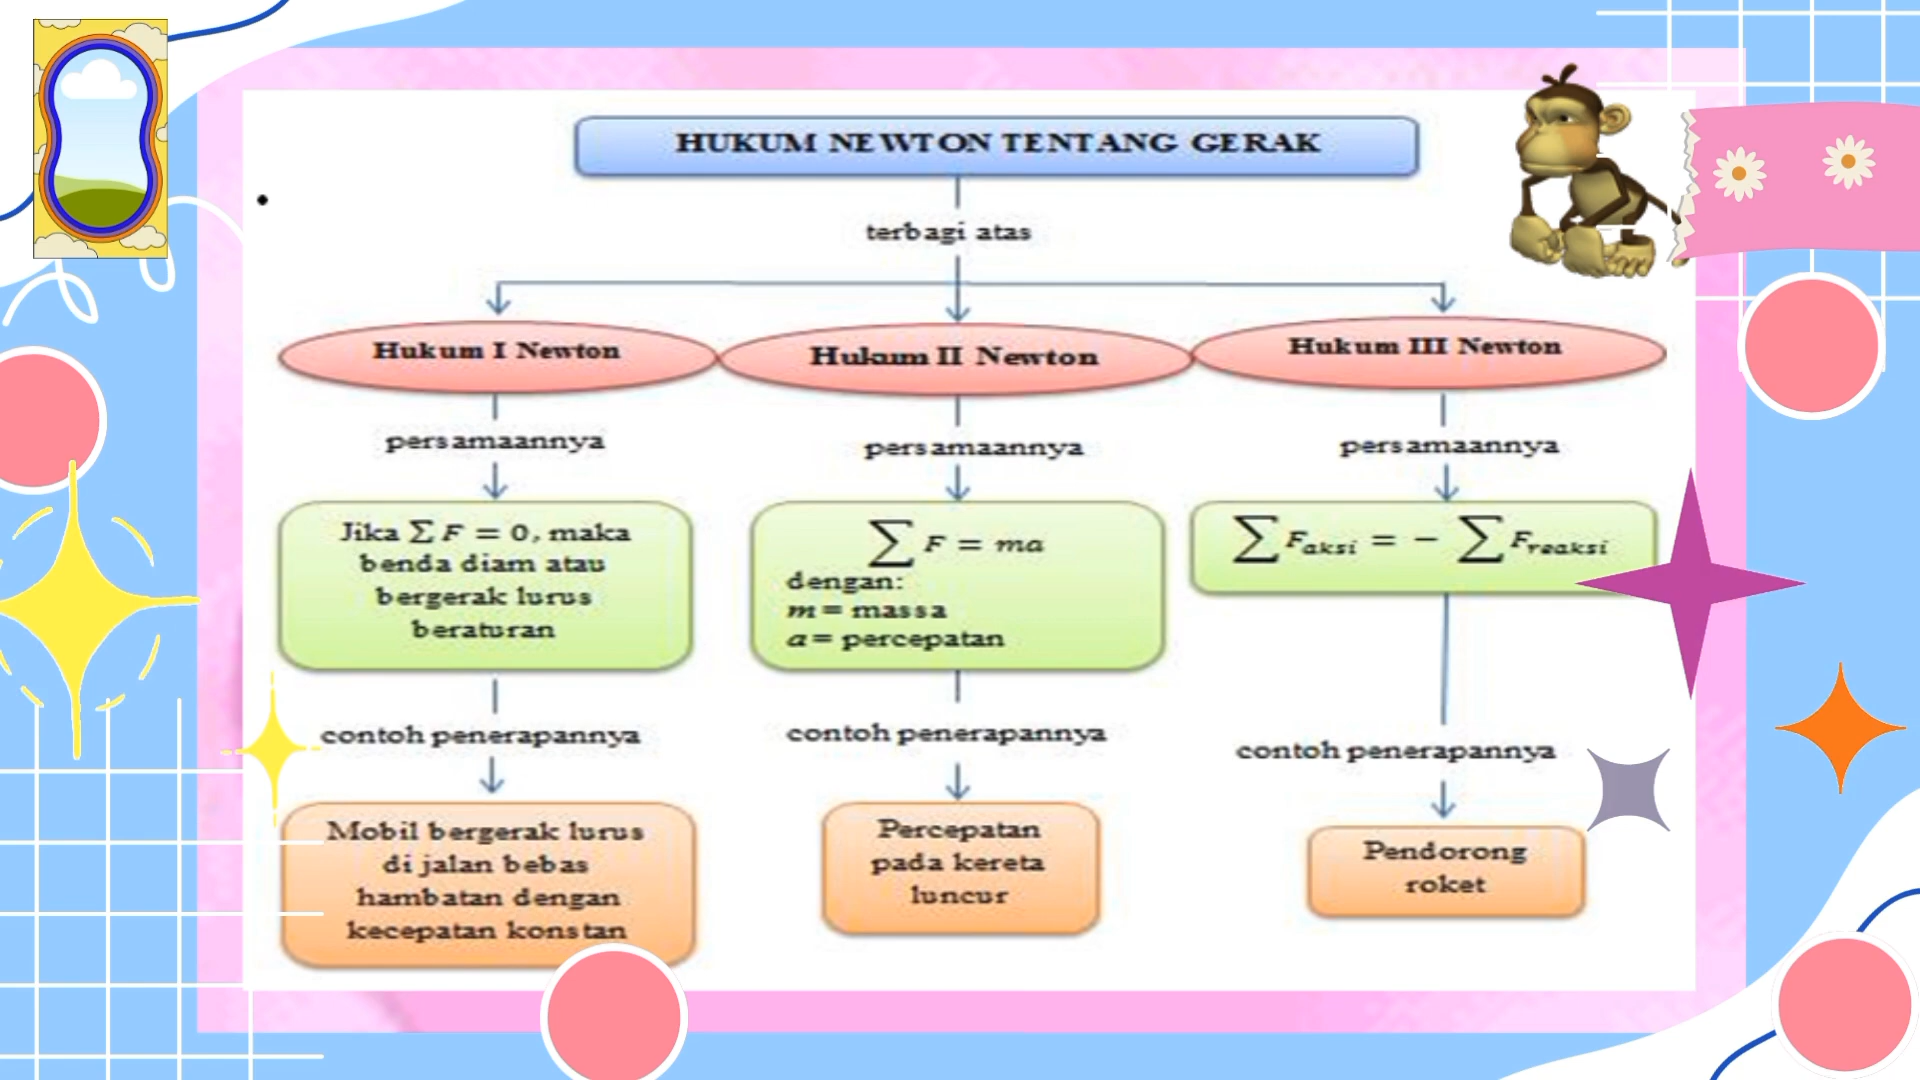 HUKUM NEWTON TENTANG GERAK
•
terbagi atas
Hukum I Newton
Hukum II Newton
Hukum III Newton
persamaannya
persamaannya
persamaannya
Jika ∑ F = 0, maka
benda diam atau
bergerak lurus
beraturan
∑ F = ma
dengan:
m = massa
a = percepatan
∑ Faksi = − ∑ Freaksi
contoh penerapannya
contoh penerapannya
contoh penerapannya
Mobil bergerak lurus
di jalan bebas
hambatan dengan
kecepatan konstan
Percepatan
pada kereta
luncur
Pendorong
roket